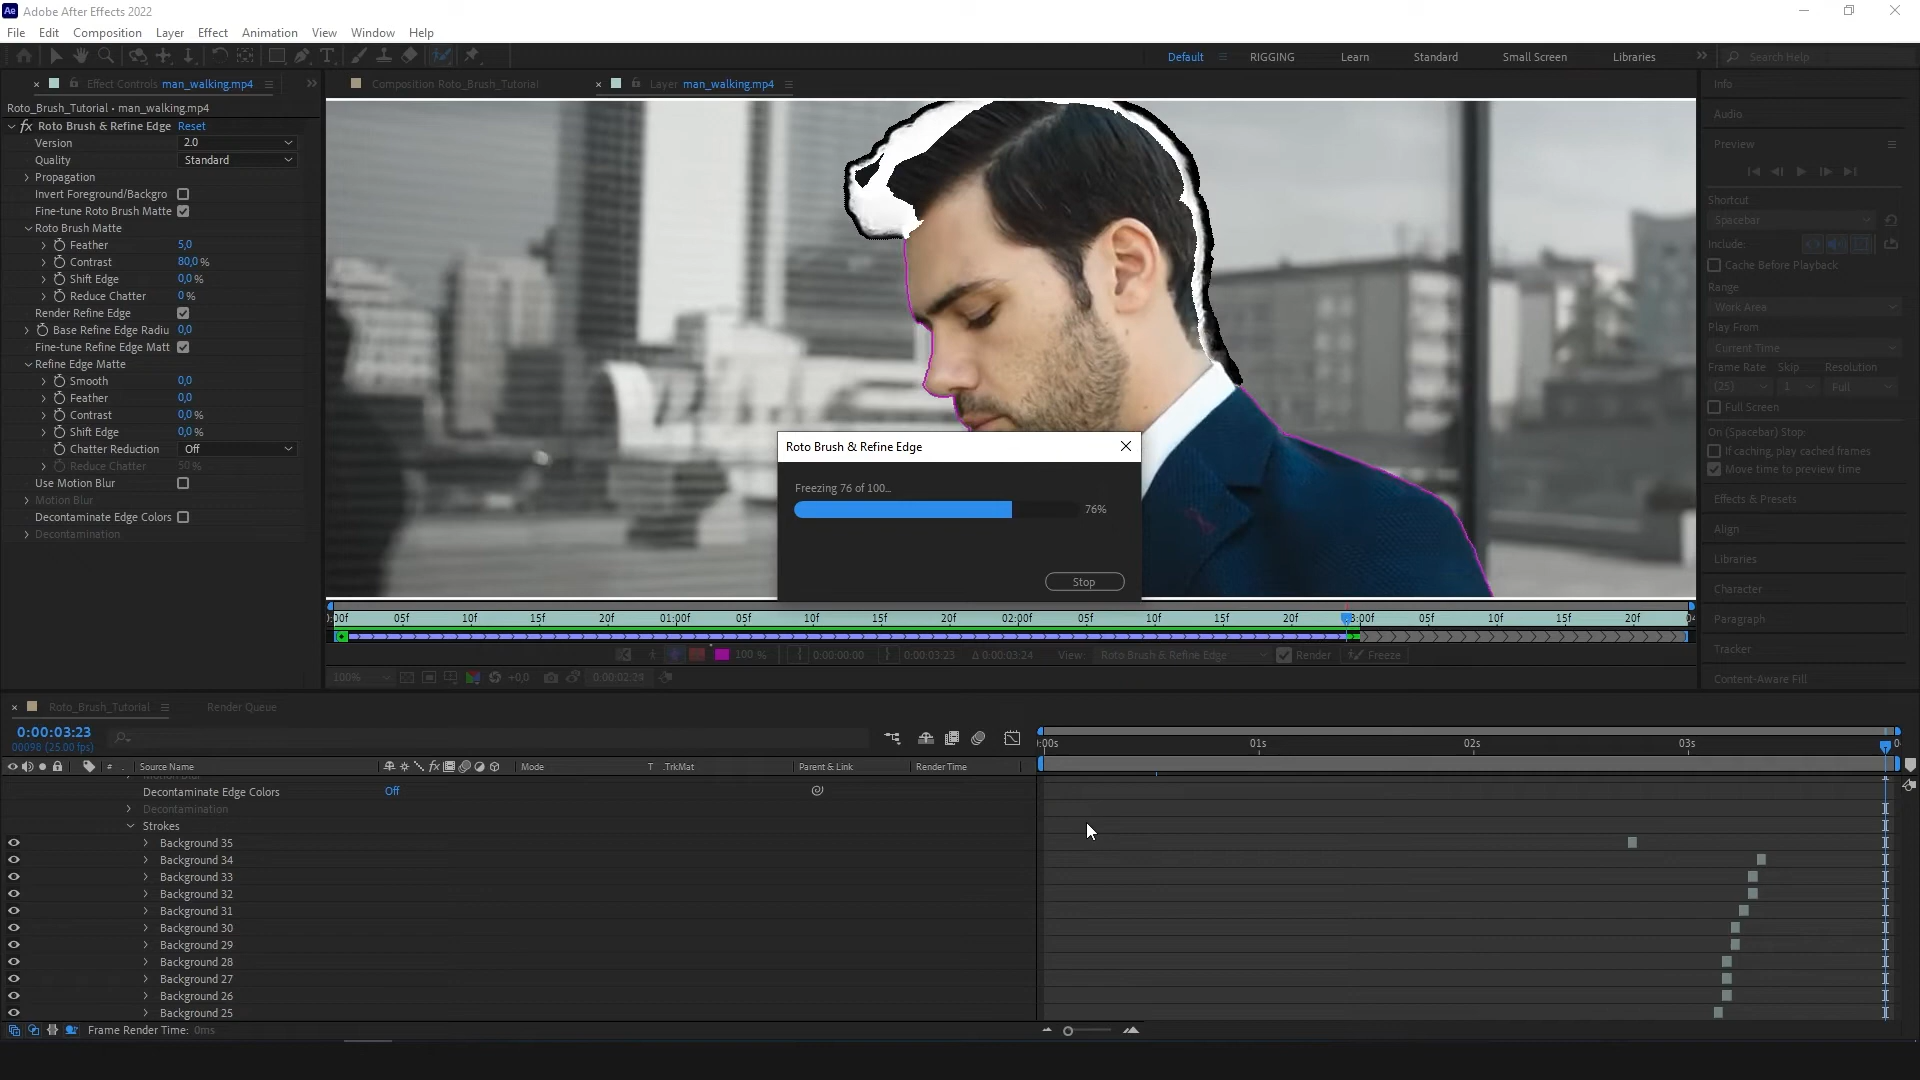 Ae Adobe After Effects 2022
File Edit Composition Layer Effect Animation View Window Help
Default RIGGING Learn Standard Small Screen Libraries Search Help
Effect Controls man_walking.mp4
Composition Roto_Brush_Tutorial
Layer man_walking.mp4
Roto_Brush_Tutorial • man_walking.mp4
fx Roto Brush & Refine Edge Reset
Version 2.0
Quality Standard
Propagation
Invert Foreground/Backgro
Fine-tune Roto Brush Matte
Roto Brush Matte
Feather 5,0
Contrast 80,0 %
Shift Edge 0,0 %
Reduce Chatter 0 %
Render Refine Edge
Base Refine Edge Radiu 0,0
Fine-tune Refine Edge Matt
Refine Edge Matte
Smooth 0,0
Feather 0,0
Contrast 0,0 %
Shift Edge 0,0 %
Chatter Reduction Off
Reduce Chatter 50 %
Use Motion Blur
Motion Blur
Decontaminate Edge Colors
Decontamination
Roto Brush & Refine Edge
Freezing 76 of 100...
76%
Stop
:00f 05f 10f 15f 20f 01:00f 05f 10f 15f 20f 02:00f 05f 10f 15f 20f 3:00f 05f 10f 15f 20f 04
100 % 0:00:00:00 0:00:03:23 Δ 0:00:03:24 View: Roto Brush & Refine Edge Render Freeze
100% +0,0 0:00:02:24
Info
Audio
Preview
Shortcut
Spacebar
Include:
Cache Before Playback
Range
Work Area
Play From
Current Time
Frame Rate Skip Resolution
(25) 1 Full
Full Screen
On (Spacebar) Stop:
If caching, play cached frames
Move time to preview time
Effects & Presets
Align
Libraries
Character
Paragraph
Tracker
Content-Aware Fill
Roto_Brush_Tutorial Render Queue
0:00:03:23
00098 (25.00 fps)
:00s 01s 02s 03s 0
# Source Name fx Mode T .TrkMat Parent & Link Render Time
Motion Blur
Decontaminate Edge Colors Off
Decontamination
Strokes
Background 35
Background 34
Background 33
Background 32
Background 31
Background 30
Background 29
Background 28
Background 27
Background 26
Background 25
Frame Render Time: 0ms